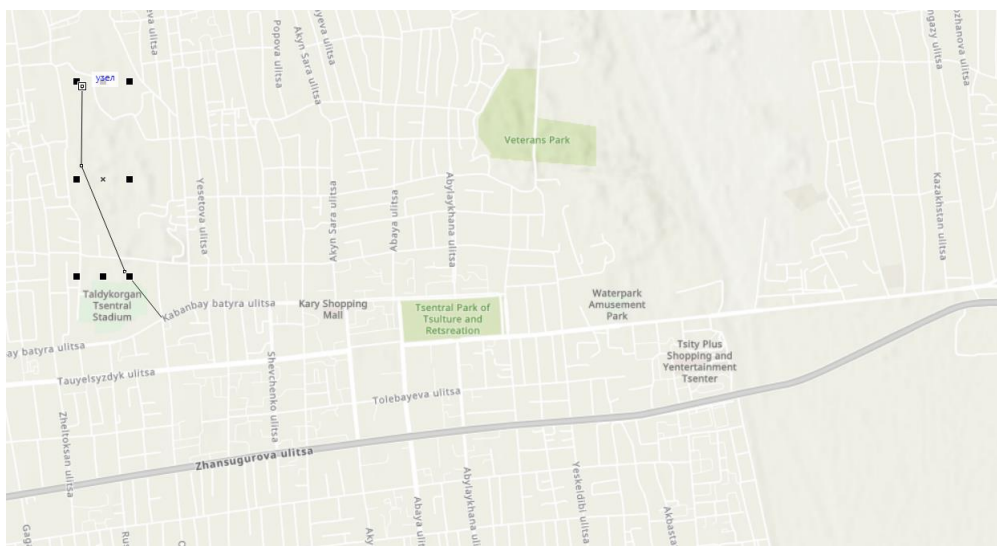 Popova ulitsa
Akyn Sara ulitsa
узел
Veterans Park
Yesetova ulitsa
Akyn Sara ulitsa
Abaya ulitsa
Abylaykhana ulitsa
Kazakhstan ulitsa
Taldykorgan
Tsentral
Stadium
Kabanbay batyra ulitsa
Kary Shopping
Mall
Tsentral Park of
Tsulture and
Retsreation
Waterpark
Amusement
Park
ay batyra ulitsa
Tauyelsyzdyk ulitsa
Shevchenko ulitsa
Tsity Plus
Shopping and
Yentertainment
Tsenter
Tolebayeva ulitsa
Zheltoksan ulitsa
Zhansugurova ulitsa
Abylaykhana ulitsa
Yeskeldibi ulitsa
Abaya ulit
Akbasta